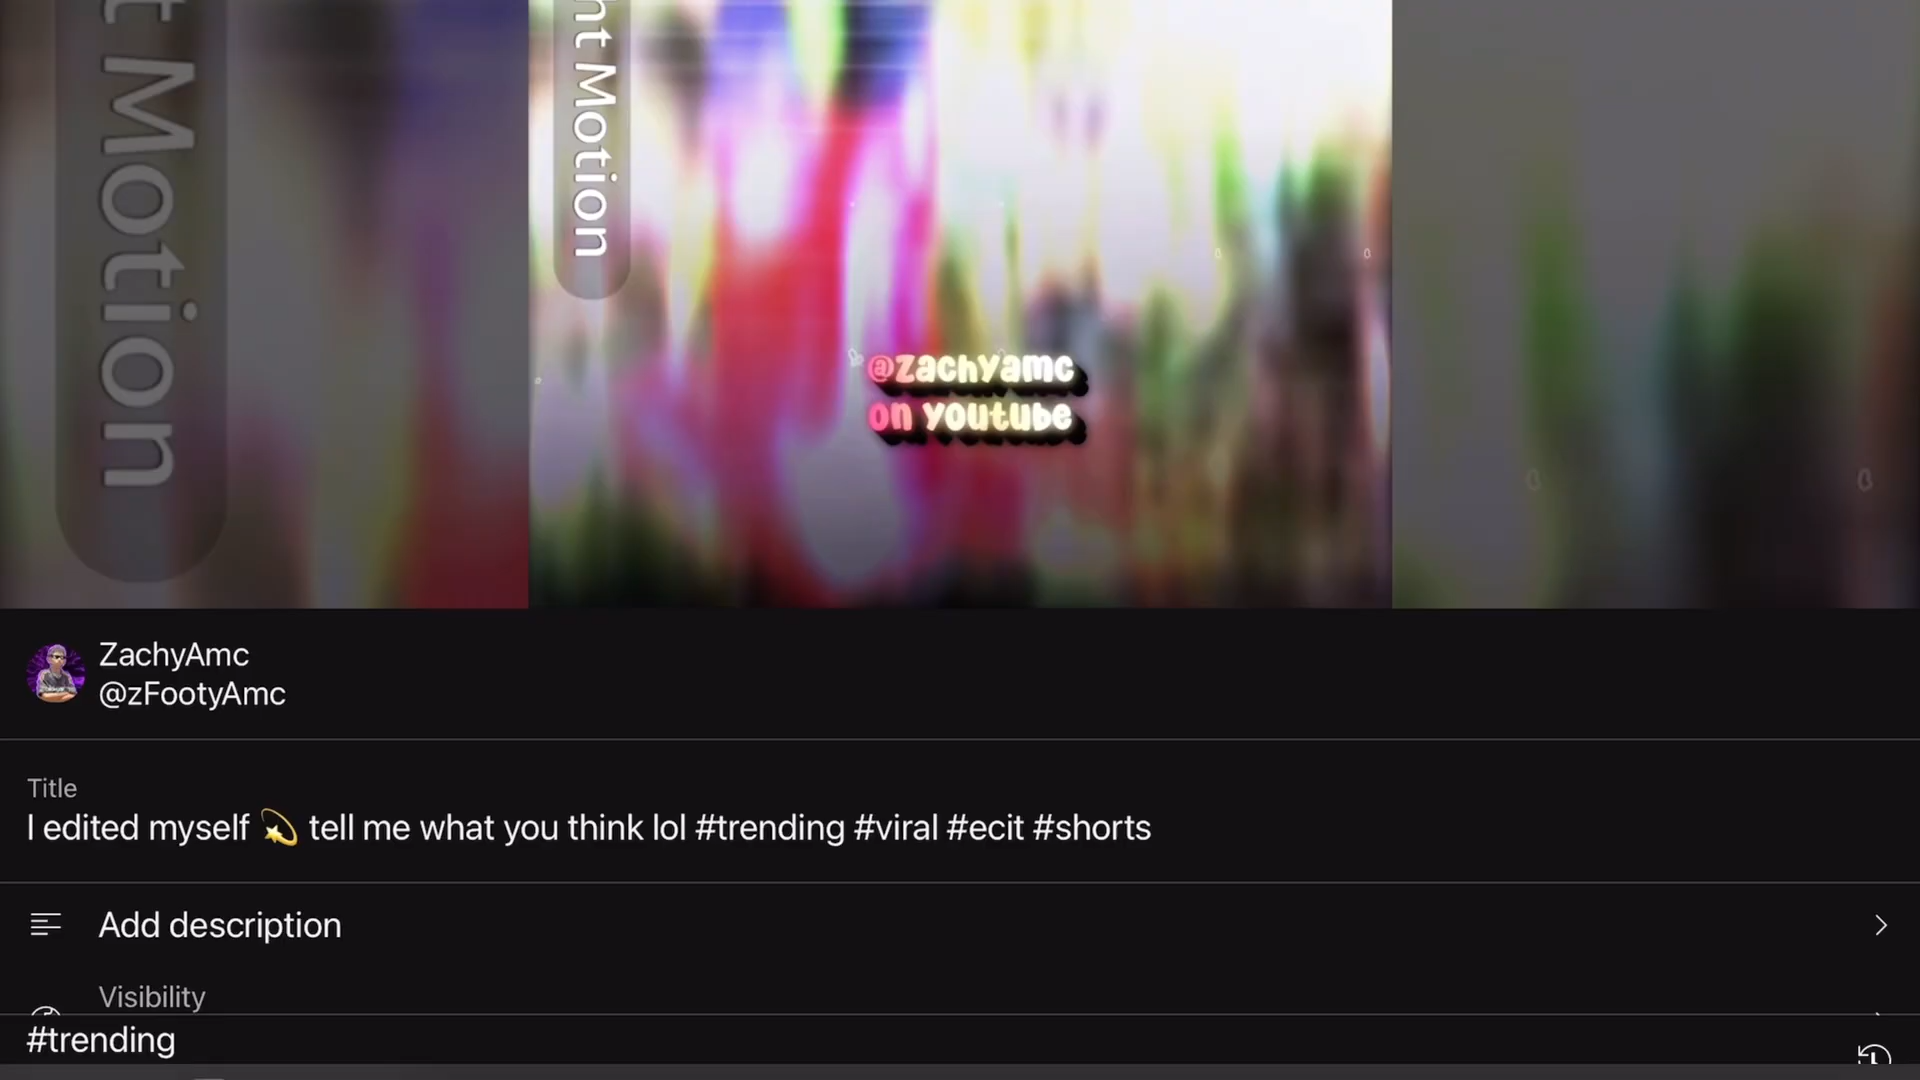 t Motion
ht Motion
@zachyamc
on youtube
ZachyAmc
@zFootyAmc
Title
I edited myself 💫 tell me what you think lol #trending #viral #ecit #shorts
Add description
Visibility
#trending